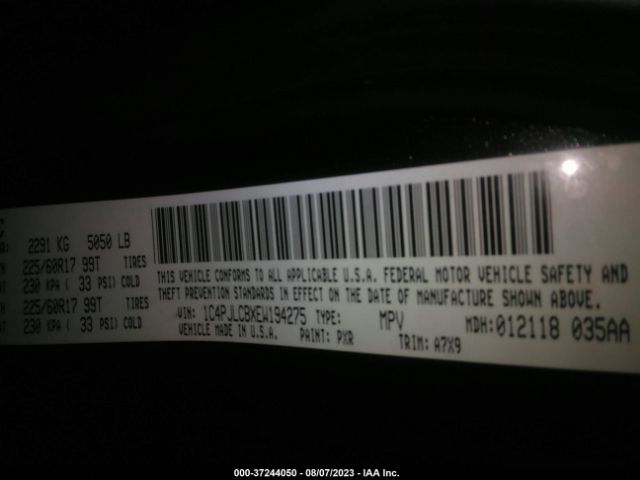 2291 KG 5050 LB
225/60R17 99T TIRES
230 KPA ( 33 PSI) COLD
225/60R17 99T TIRES
230 KPA ( 33 PSI) COLD
THIS VEHICLE CONFORMS TO ALL APPLICABLE U.S.A. FEDERAL MOTOR VEHICLE SAFETY AND
THEFT PREVENTION STANDARDS IN EFFECT ON THE DATE OF MANUFACTURE SHOWN ABOVE.
VIN: 1C4PJLCBXEW194275 TYPE: MPV MDH:012118 035AA
VEHICLE MADE IN U.S.A. PAINT: PXR TRIM: A7X9
000-37244050 - 08/07/2023 - IAA Inc.